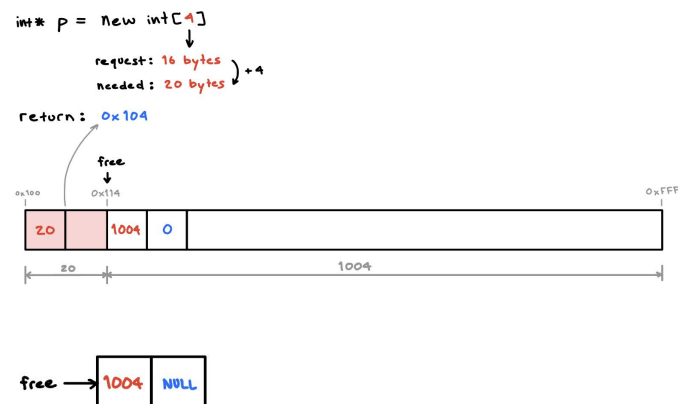 int* p = new int[4]
request: 16 bytes
needed: 20 bytes
+4
return: 0x104
free
0x100
0x114
0xFFF
20
1004
0
20
1004
free
1004
NULL